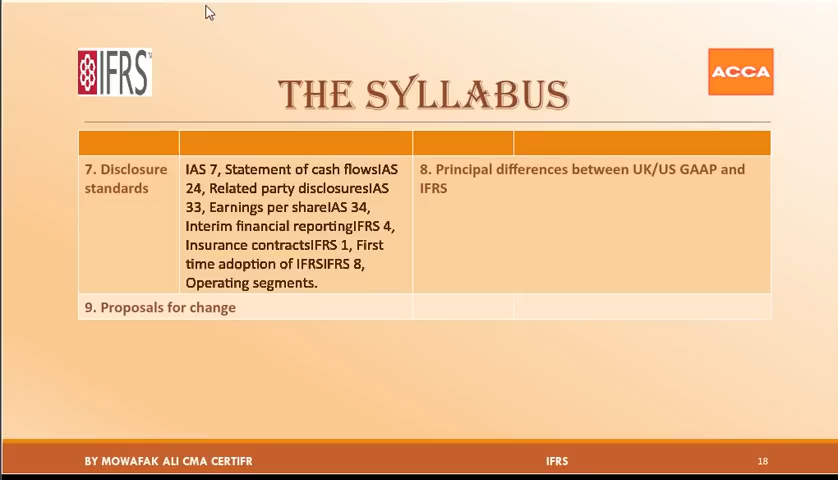 IFRS
ACCA
THE SYLLABUS
7. Disclosure
standards
IAS 7, Statement of cash flowsIAS
24, Related party disclosuresIAS
33, Earnings per shareIAS 34,
Interim financial reportingIFRS 4,
Insurance contractsIFRS 1, First
time adoption of IFRSIFRS 8,
Operating segments.
8. Principal differences between UK/US GAAP and
IFRS
9. Proposals for change
BY MOWAFAK ALI CMA CERTIFR
IFRS
18